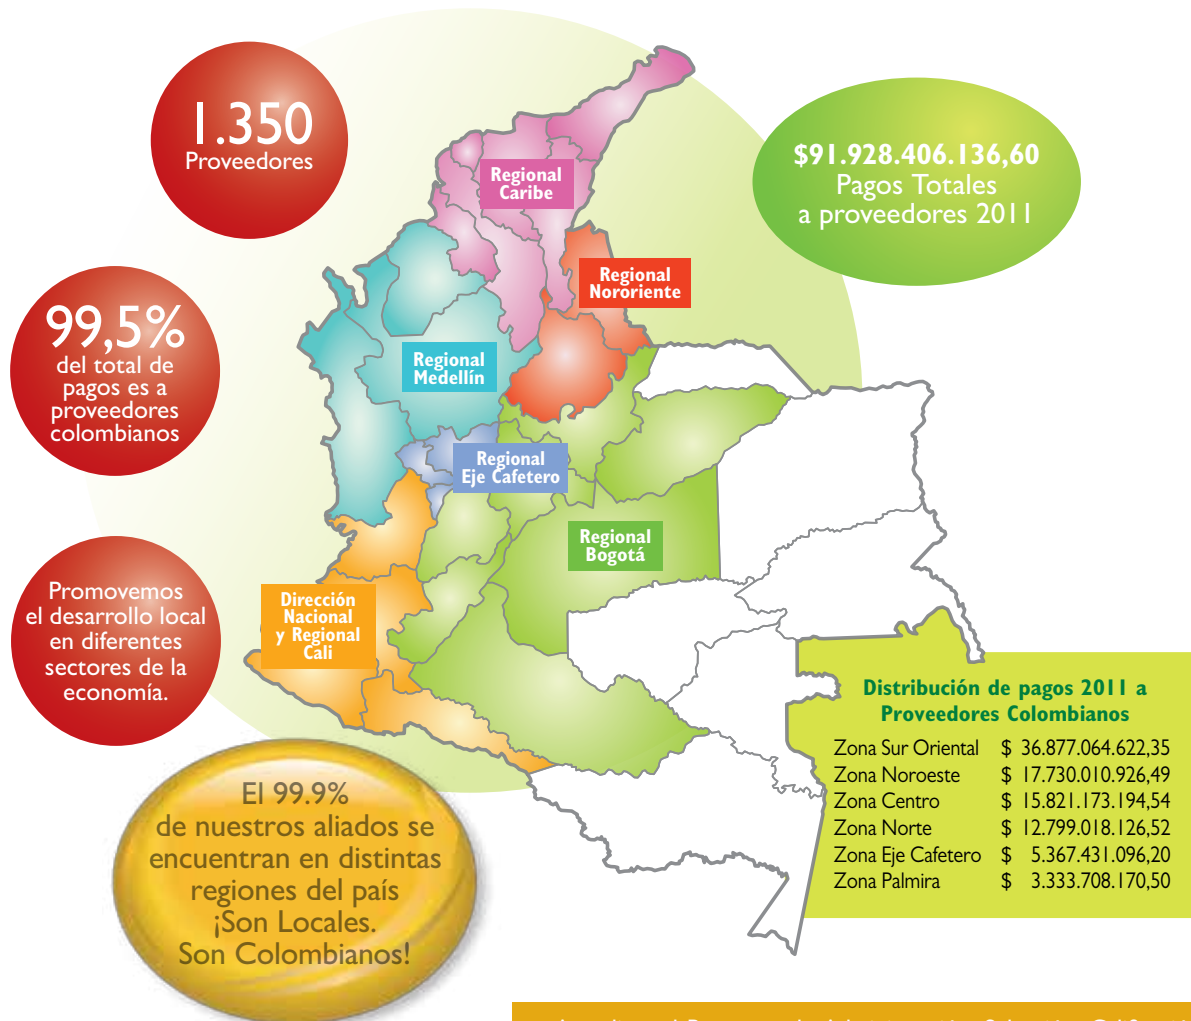 1.350
Proveedores
$91.928.406.136,60
Pagos Totales
a proveedores 2011
Regional
Caribe
Regional
Nororiente
99,5%
del total de
pagos es a
proveedores
colombianos
Regional
Medellín
Regional
Eje Cafetero
Regional
Bogotá
Promovemos
el desarrollo local
en diferentes
sectores de la
economía.
Dirección
Nacional
y Regional
Cali
Distribución de pagos 2011 a
Proveedores Colombianos
Zona Sur Oriental $ 36.877.064.622,35
Zona Noroeste $ 17.730.010.926,49
Zona Centro $ 15.821.173.194,54
Zona Norte $ 12.799.018.126,52
Zona Eje Cafetero $ 5.367.431.096,20
Zona Palmira $ 3.333.708.170,50
El 99.9%
de nuestros aliados se
encuentran en distintas
regiones del país
¡Son Locales.
Son Colombianos!